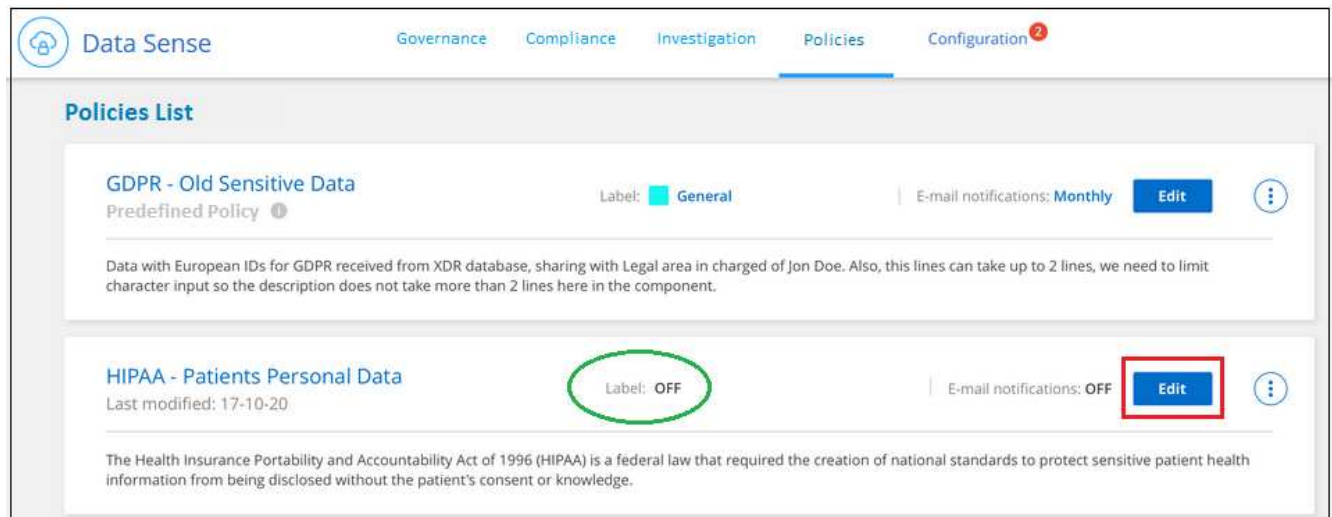 Data Sense
Governance Compliance Investigation Policies Configuration 2
Policies List
GDPR - Old Sensitive Data
Label: General
E-mail notifications: Monthly
Edit
Predefined Policy i
Data with European IDs for GDPR received from XDR database, sharing with Legal area in charged of Jon Doe. Also, this lines can take up to 2 lines, we need to limit
character input so the description does not take more than 2 lines here in the component.
HIPAA - Patients Personal Data
Label: OFF
E-mail notifications: OFF
Edit
Last modified: 17-10-20
The Health Insurance Portability and Accountability Act of 1996 (HIPAA) is a federal law that required the creation of national standards to protect sensitive patient health
information from being disclosed without the patient's consent or knowledge.